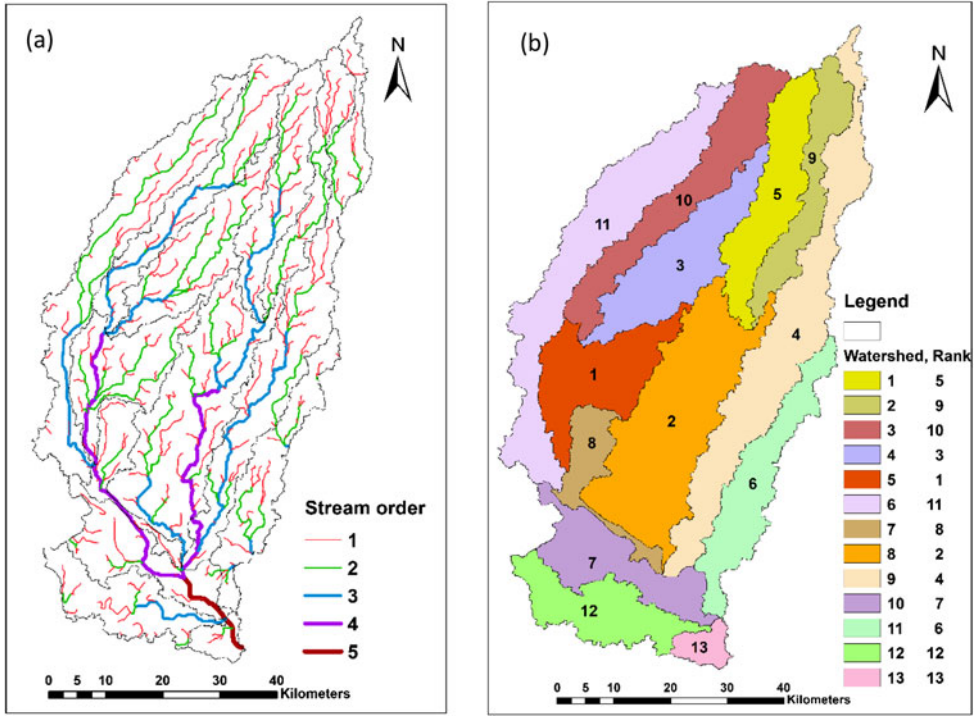 (a)
N
Stream order
1
2
3
4
5
0 5 10 20 30 40
Kilometers
(b)
N
9
5
10
11
3
4
1
2
8
6
7
12
13
Legend
Watershed, Rank
1 5
2 9
3 10
4 3
5 1
6 11
7 8
8 2
9 4
10 7
11 6
12 12
13 13
0 5 10 20 30 40
Kilometers